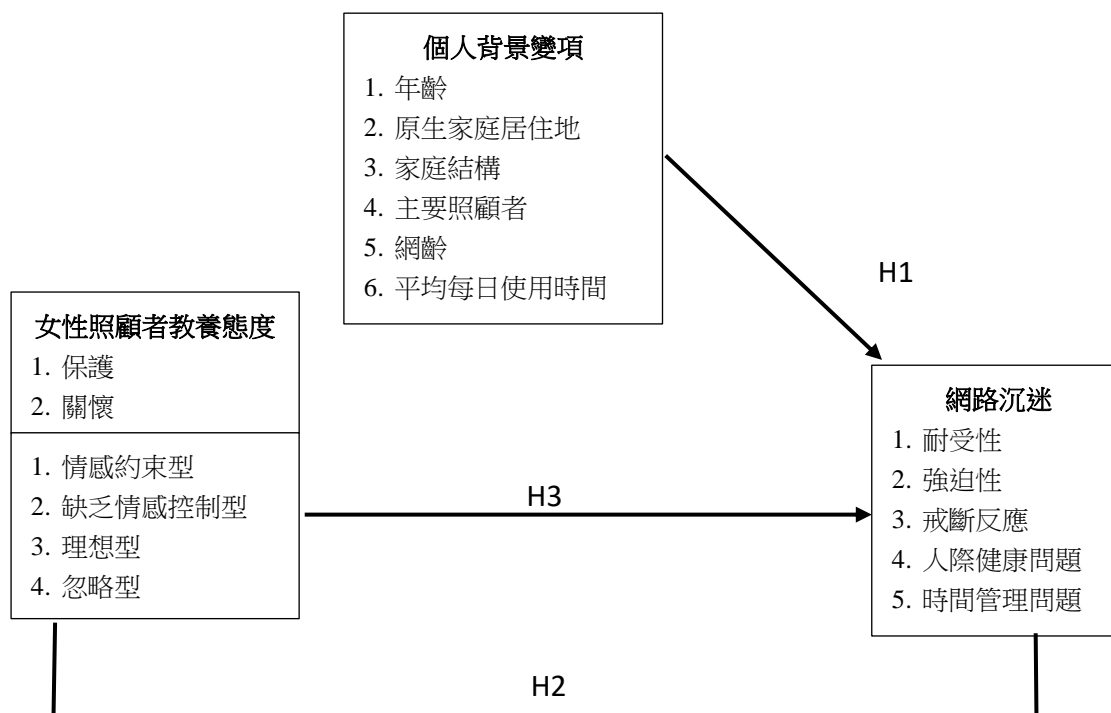 個人背景變項
1. 年齡
2. 原生家庭居住地
3. 家庭結構
4. 主要照顧者
5. 網齡
6. 平均每日使用時間
H1
女性照顧者教養態度
1. 保護
2. 關懷
1. 情感約束型
2. 缺乏情感控制型
3. 理想型
4. 忽略型
H3
網路沉迷
1. 耐受性
2. 強迫性
3. 戒斷反應
4. 人際健康問題
5. 時間管理問題
H2